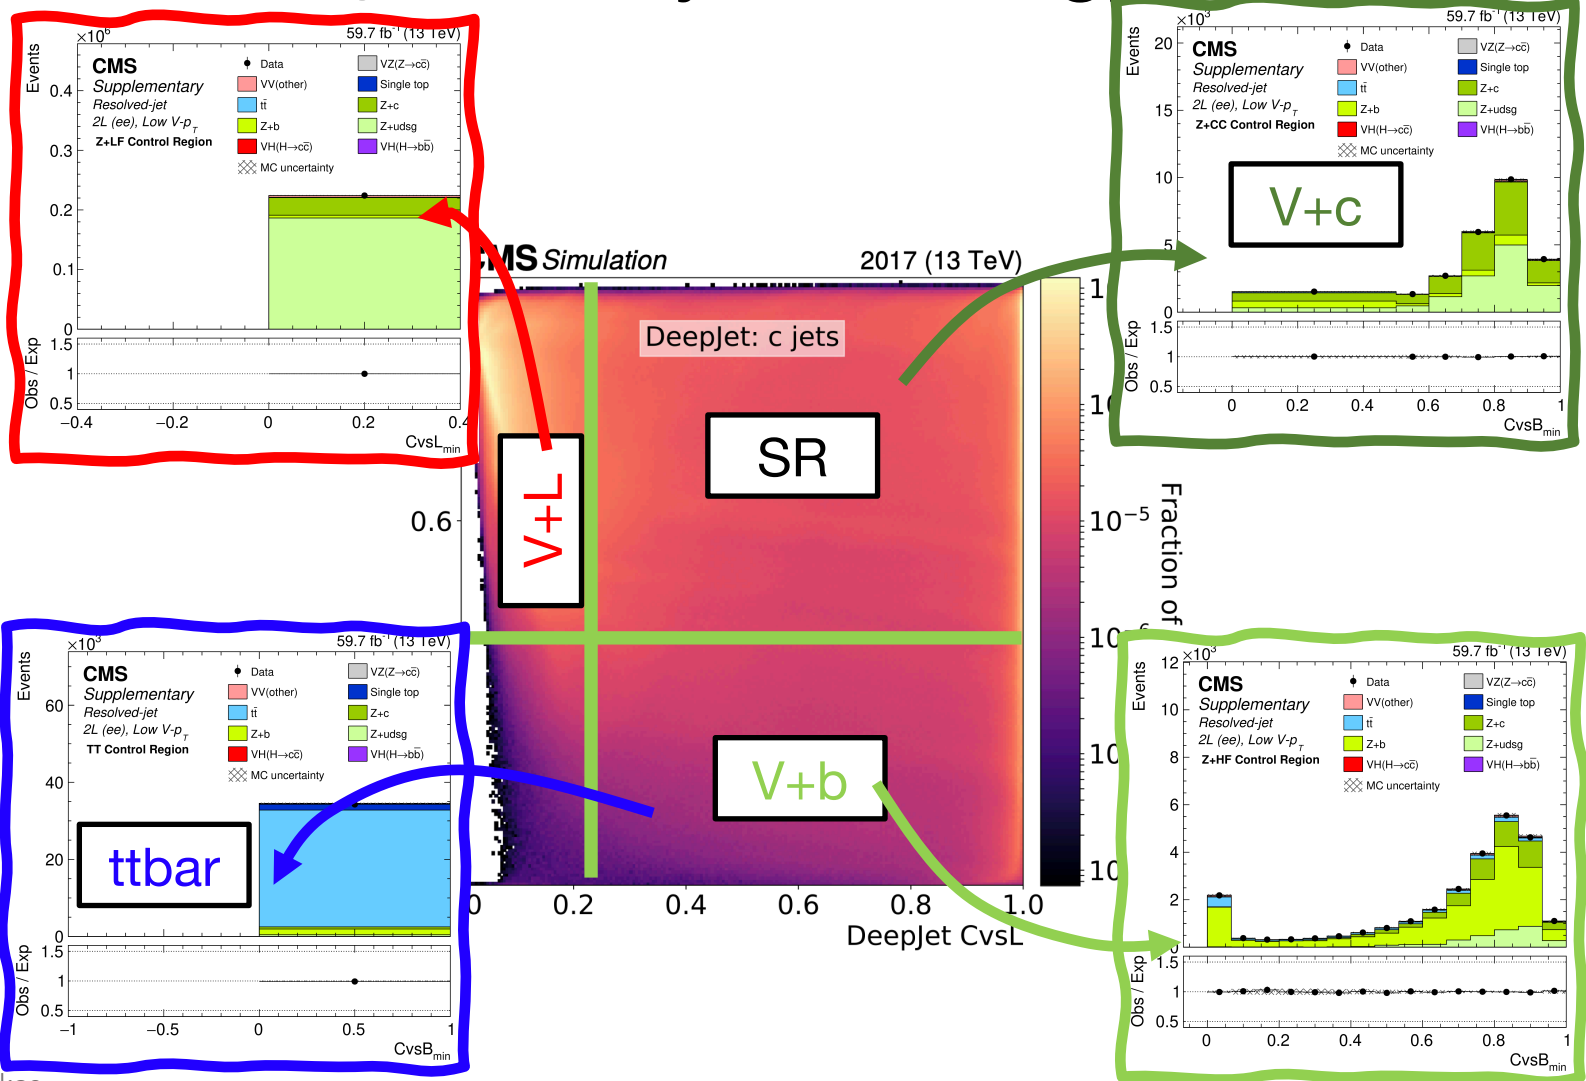 ×10⁶
59.7 fb⁻¹ (13 TeV)
Events
CMS
Supplementary
Resolved-jet
2L (ee), Low V-p_T
Z+LF Control Region
Data
VV(other)
tt̄
Z+b
VH(H→cc̄)
MC uncertainty
VZ(Z→cc̄)
Single top
Z+c
Z+udsg
VH(H→bb̄)
0.4
0.3
0.2
0.1
0
Obs / Exp
1.5
1
0.5
−0.4 −0.2 0 0.2 0.4
CvsL_min
×10³
59.7 fb⁻¹ (13 TeV)
Events
CMS
Supplementary
Resolved-jet
2L (ee), Low V-p_T
Z+CC Control Region
Data
VV(other)
tt̄
Z+b
VH(H→cc̄)
MC uncertainty
VZ(Z→cc̄)
Single top
Z+c
Z+udsg
VH(H→bb̄)
20
15
10
5
0
V+c
Obs / Exp
1.5
1
0.5
0 0.2 0.4 0.6 0.8 1
CvsB_min
CMS Simulation
2017 (13 TeV)
DeepJet: c jets
SR
V+L
V+b
0.6
0.2 0.4 0.6 0.8 1.0
DeepJet CvsL
10⁻⁵
Fraction of
×10³
59.7 fb⁻¹ (13 TeV)
Events
CMS
Supplementary
Resolved-jet
2L (ee), Low V-p_T
TT Control Region
Data
VV(other)
tt̄
Z+b
VH(H→cc̄)
MC uncertainty
VZ(Z→cc̄)
Single top
Z+c
Z+udsg
VH(H→bb̄)
60
40
20
0
ttbar
Obs / Exp
1.5
1
0.5
−1 −0.5 0 0.5 1
CvsB_min
×10³
59.7 fb⁻¹ (13 TeV)
Events
CMS
Supplementary
Resolved-jet
2L (ee), Low V-p_T
Z+HF Control Region
Data
VV(other)
tt̄
Z+b
VH(H→cc̄)
MC uncertainty
VZ(Z→cc̄)
Single top
Z+c
Z+udsg
VH(H→bb̄)
12
10
8
6
4
2
0
Obs / Exp
1.5
1
0.5
0 0.2 0.4 0.6 0.8 1
CvsB_min